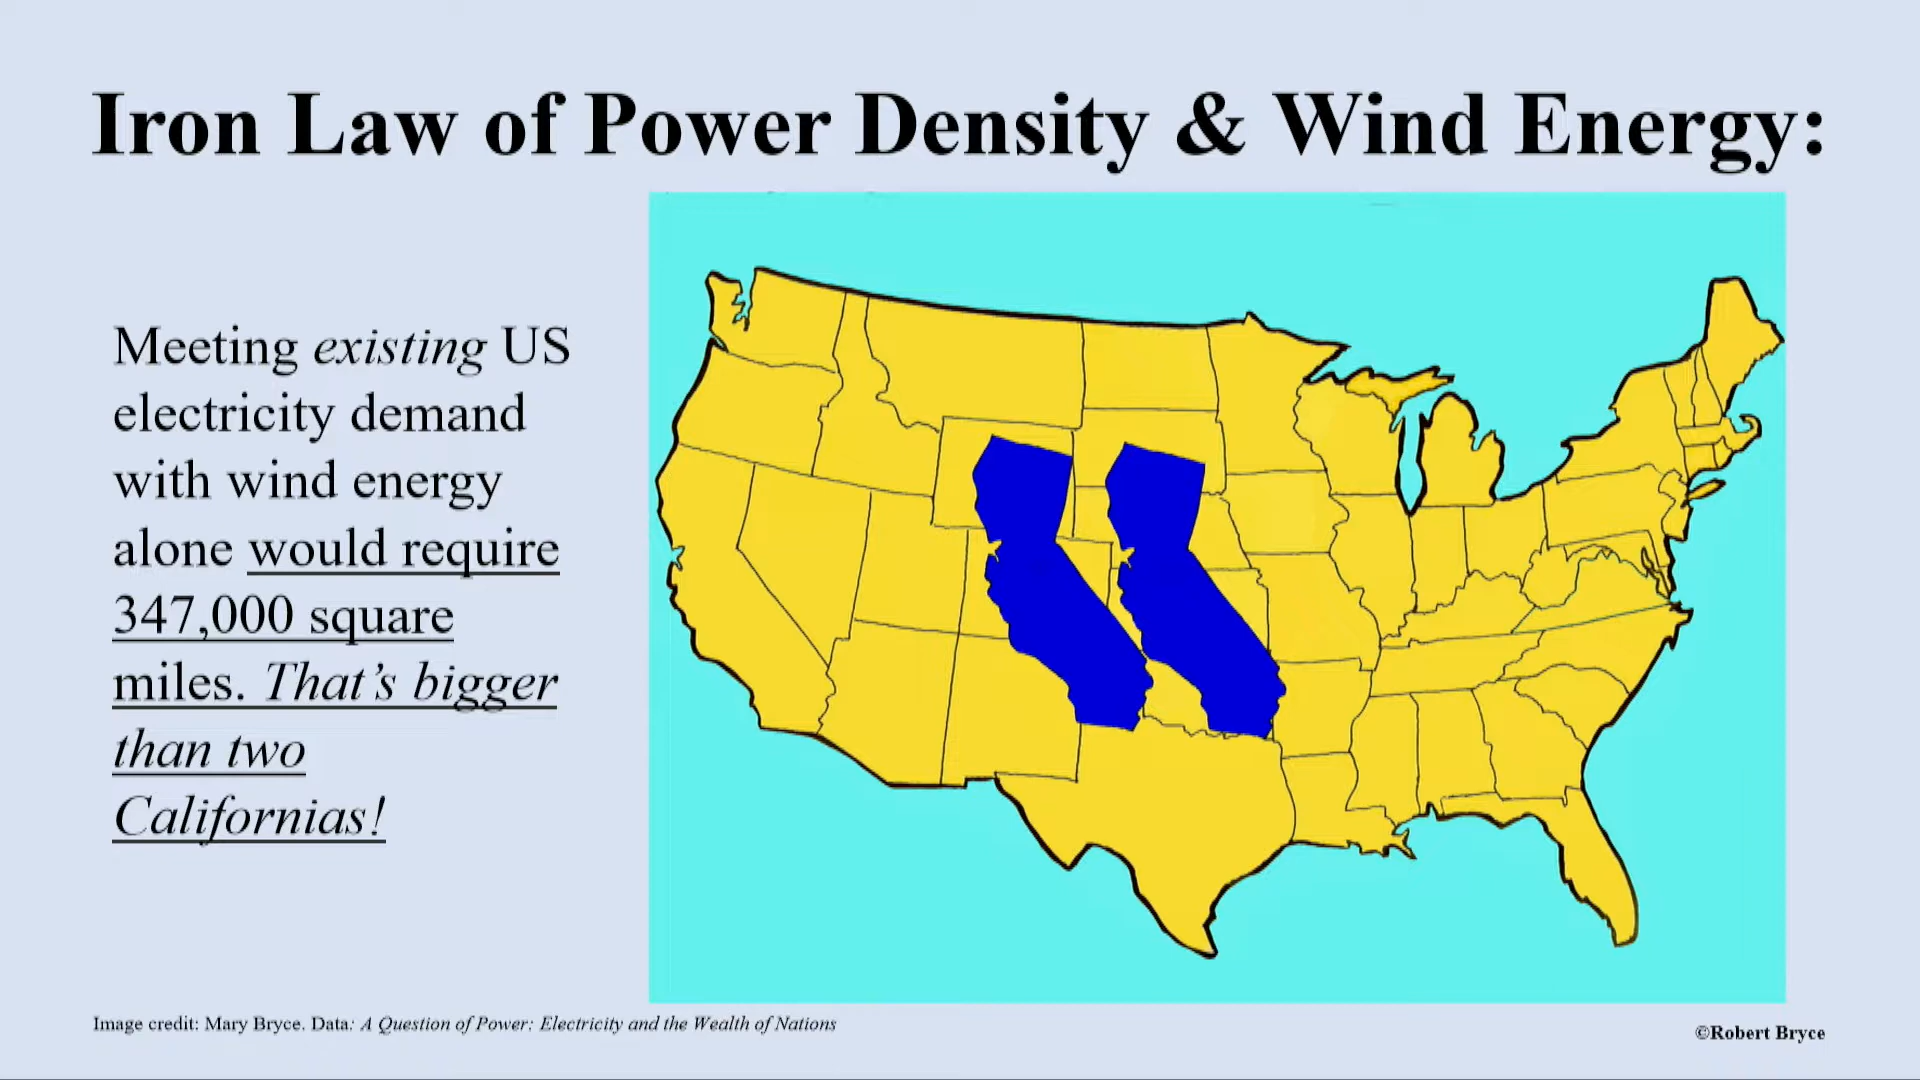 Iron Law of Power Density & Wind Energy:
Meeting existing US
electricity demand
with wind energy
alone would require
347,000 square
miles. That's bigger
than two
Californias!
Image credit: Mary Bryce. Data: A Question of Power: Electricity and the Wealth of Nations
©Robert Bryce